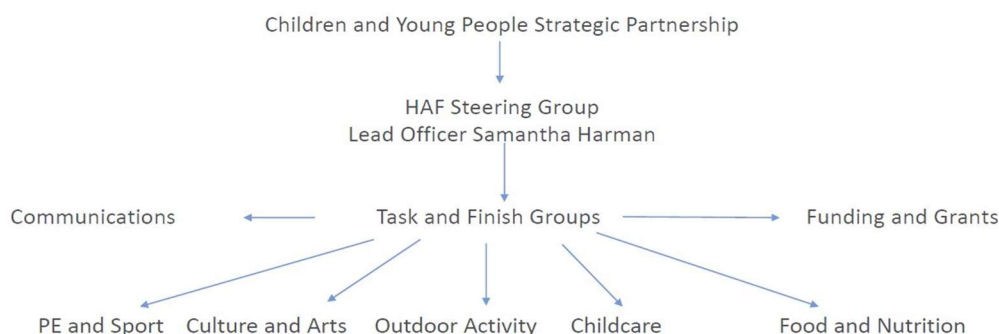 Children and Young People Strategic Partnership
HAF Steering Group
Lead Officer Samantha Harman
Communications
Task and Finish Groups
Funding and Grants
PE and Sport
Culture and Arts
Outdoor Activity
Childcare
Food and Nutrition